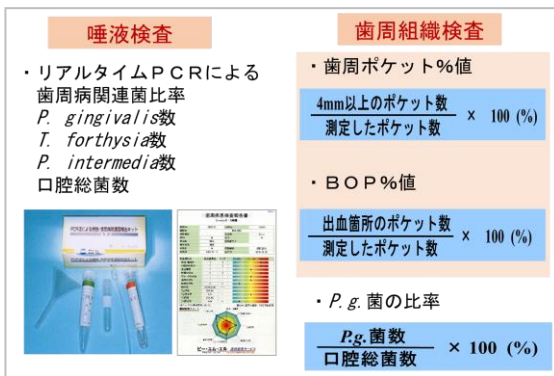 唾液検査
・リアルタイムＰＣＲによる
歯周病関連菌比率
P. gingivalis数
T. forthysia数
P. intermedia数
口腔総菌数
歯周組織検査
・歯周ポケット％値
4mm以上のポケット数
測定したポケット数
× 100 (%)
・ＢＯＰ％値
出血箇所のポケット数
測定したポケット数
× 100 (%)
・P.g.菌の比率
P.g.菌数
口腔総菌数
× 100 (%)